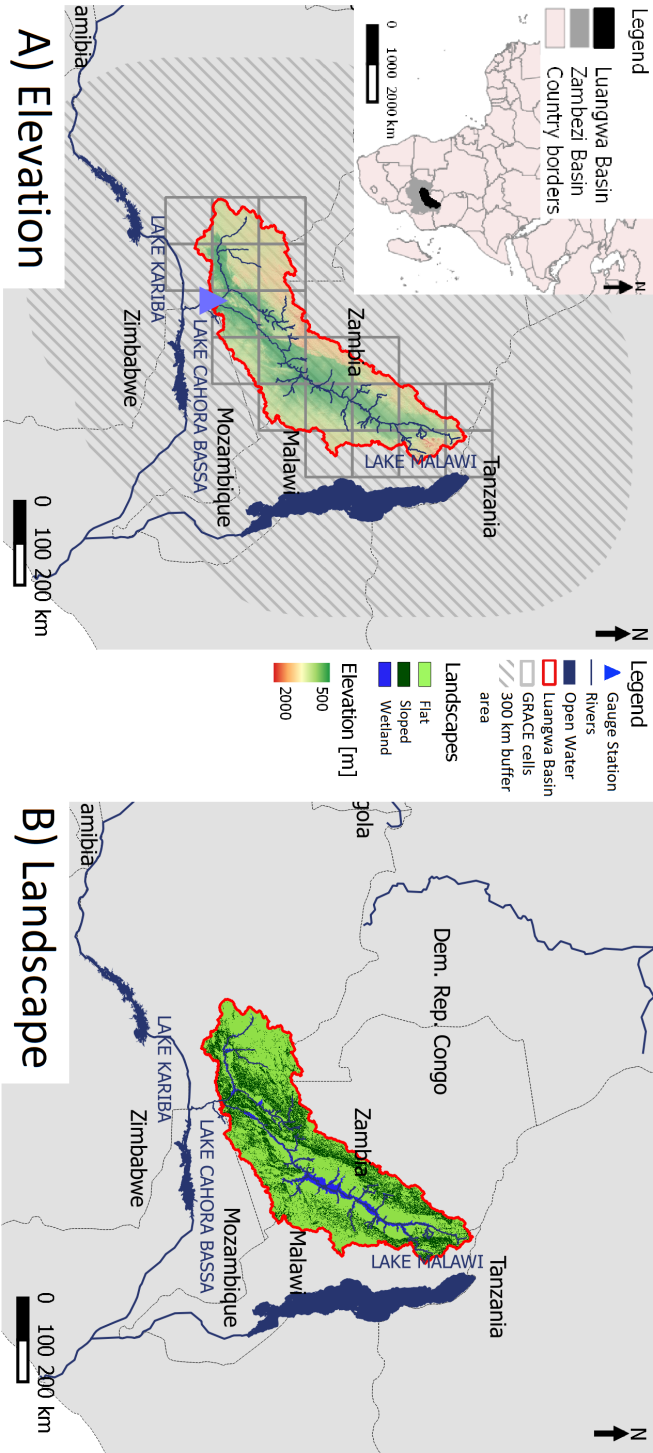 Legend
Luangwa Basin
Zambezi Basin
Country borders
N
0 1000 2000 km
amibia
LAKE KARIBA
Zimbabwe
LAKE CAHORA BASSA
Mozambique
Malawi
Zambia
LAKE MALAWI
Tanzania
0 100 200 km
N
A) Elevation
Legend
Gauge Station
Rivers
Open Water
Luangwa Basin
GRACE cells
300 km buffer
area
Landscapes
Flat
Sloped
Wetland
Elevation [m]
500
2000
gola
Dem. Rep. Congo
amibia
LAKE KARIBA
Zimbabwe
LAKE CAHORA BASSA
Mozambique
Malawi
Zambia
LAKE MALAWI
Tanzania
0 100 200 km
N
B) Landscape